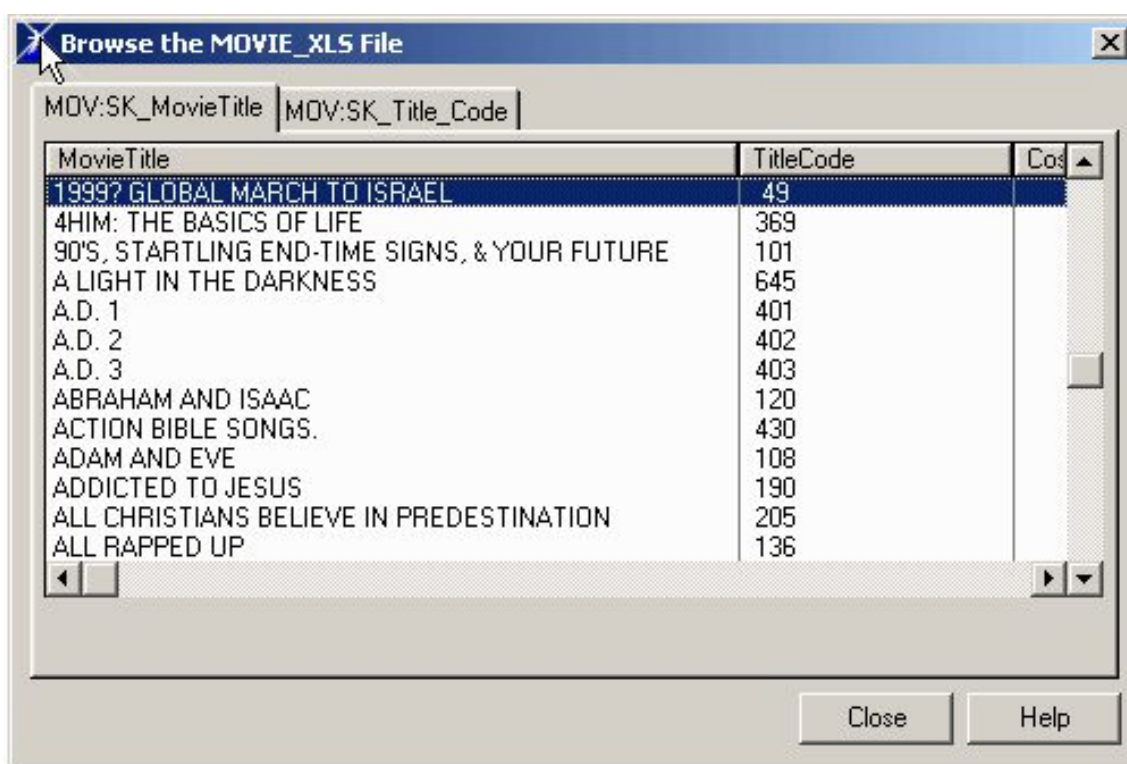 Browse the MOVIE_XLS File
MOV:SK_MovieTitle MOV:SK_Title_Code
MovieTitle TitleCode Cos
1999? GLOBAL MARCH TO ISRAEL 49
4HIM: THE BASICS OF LIFE 369
90'S, STARTLING END-TIME SIGNS, & YOUR FUTURE 101
A LIGHT IN THE DARKNESS 645
A.D. 1 401
A.D. 2 402
A.D. 3 403
ABRAHAM AND ISAAC 120
ACTION BIBLE SONGS. 430
ADAM AND EVE 108
ADDICTED TO JESUS 190
ALL CHRISTIANS BELIEVE IN PREDESTINATION 205
ALL RAPPED UP 136
Close Help